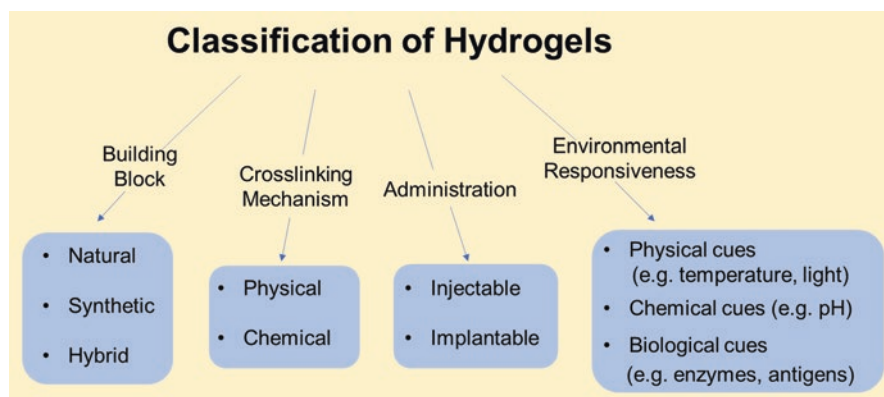 Classification of Hydrogels
Building
Block
Crosslinking
Mechanism
Administration
Environmental
Responsiveness
• Natural
• Synthetic
• Hybrid
• Physical
• Chemical
• Injectable
• Implantable
• Physical cues
(e.g. temperature, light)
• Chemical cues (e.g. pH)
• Biological cues
(e.g. enzymes, antigens)